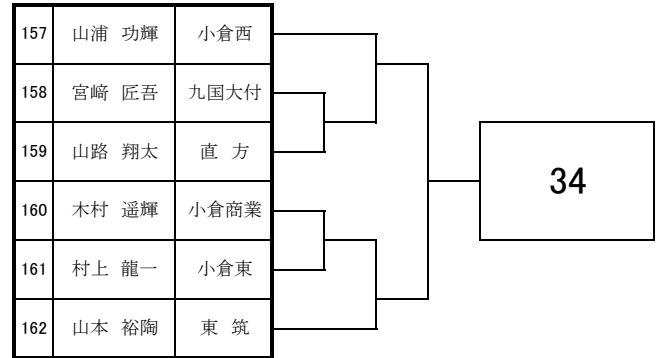 157 山浦 功輝 小倉西
158 宮﨑 匠吾 九国大付
159 山路 翔太 直 方
160 木村 遥輝 小倉商業
161 村上 龍一 小倉東
162 山本 裕陶 東 筑
34